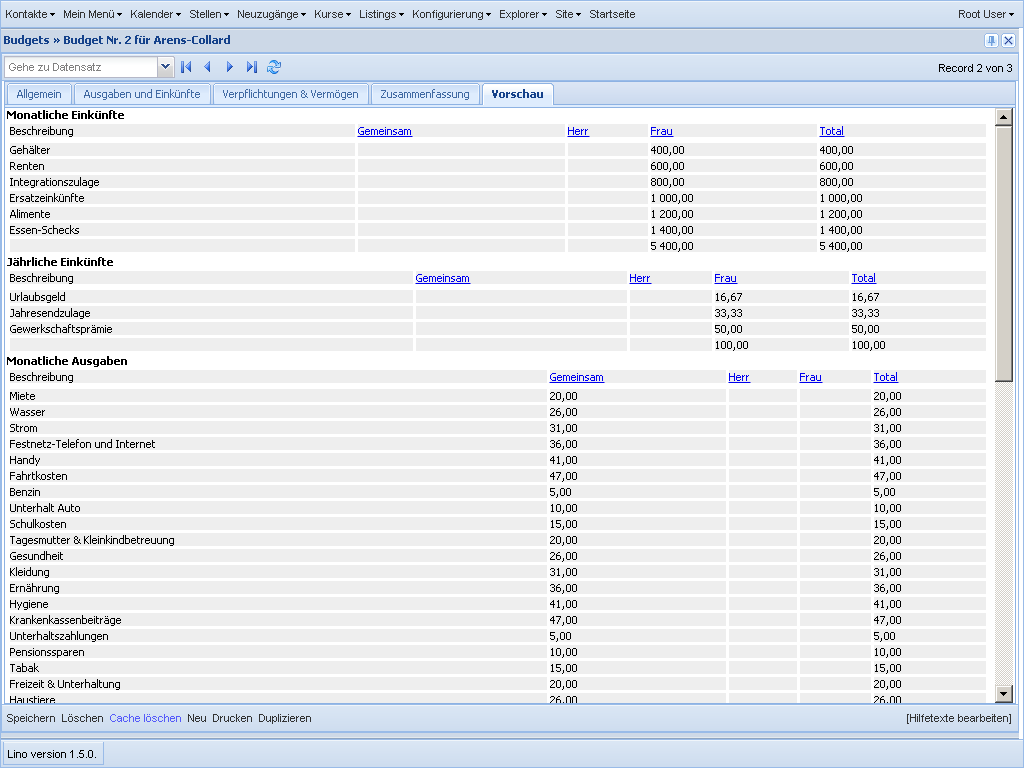 Kontakte Mein Menü Kalender Stellen Neuzugänge Kurse Listings Konfigurierung Explorer Site Startseite Root User
Budgets » Budget Nr. 2 für Arens-Collard
Gehe zu Datensatz Record 2 von 3
Allgemein Ausgaben und Einkünfte Verpflichtungen & Vermögen Zusammenfassung Vorschau
Monatliche Einkünfte
Beschreibung Gemeinsam Herr Frau Total
Gehälter 400,00 400,00
Renten 600,00 600,00
Integrationszulage 800,00 800,00
Ersatzeinkünfte 1 000,00 1 000,00
Alimente 1 200,00 1 200,00
Essen-Schecks 1 400,00 1 400,00
5 400,00 5 400,00
Jährliche Einkünfte
Beschreibung Gemeinsam Herr Frau Total
Urlaubsgeld 16,67 16,67
Jahresendzulage 33,33 33,33
Gewerkschaftsprämie 50,00 50,00
100,00 100,00
Monatliche Ausgaben
Beschreibung Gemeinsam Herr Frau Total
Miete 20,00 20,00
Wasser 26,00 26,00
Strom 31,00 31,00
Festnetz-Telefon und Internet 36,00 36,00
Handy 41,00 41,00
Fahrtkosten 47,00 47,00
Benzin 5,00 5,00
Unterhalt Auto 10,00 10,00
Schulkosten 15,00 15,00
Tagesmutter & Kleinkindbetreuung 20,00 20,00
Gesundheit 26,00 26,00
Kleidung 31,00 31,00
Ernährung 36,00 36,00
Hygiene 41,00 41,00
Krankenkassenbeiträge 47,00 47,00
Unterhaltszahlungen 5,00 5,00
Pensionssparen 10,00 10,00
Tabak 15,00 15,00
Freizeit & Unterhaltung 20,00 20,00
Haustiere 26,00 26,00
Speichern Löschen Cache löschen Neu Drucken Duplizieren [Hilfetexte bearbeiten]
Lino version 1.5.0.